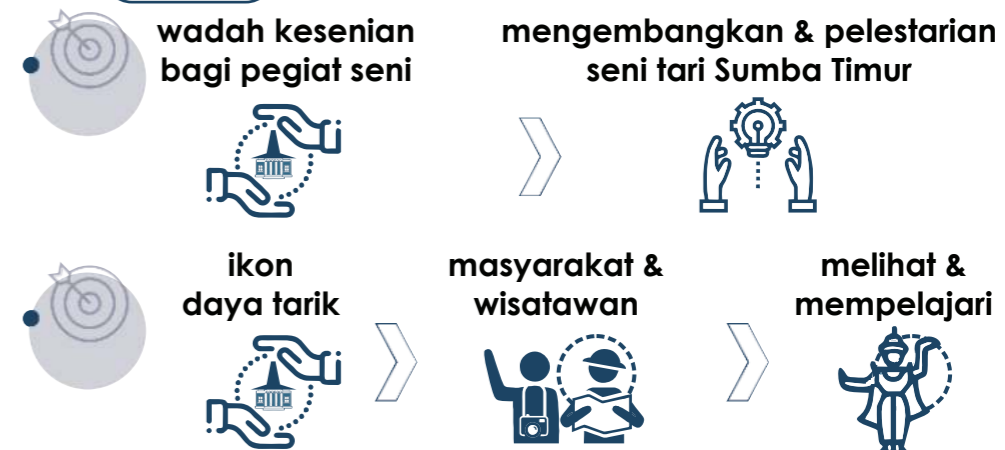 wadah kesenian
bagi pegiat seni
mengembangkan & pelestarian
seni tari Sumba Timur
ikon
daya tarik
masyarakat &
wisatawan
melihat &
mempelajari